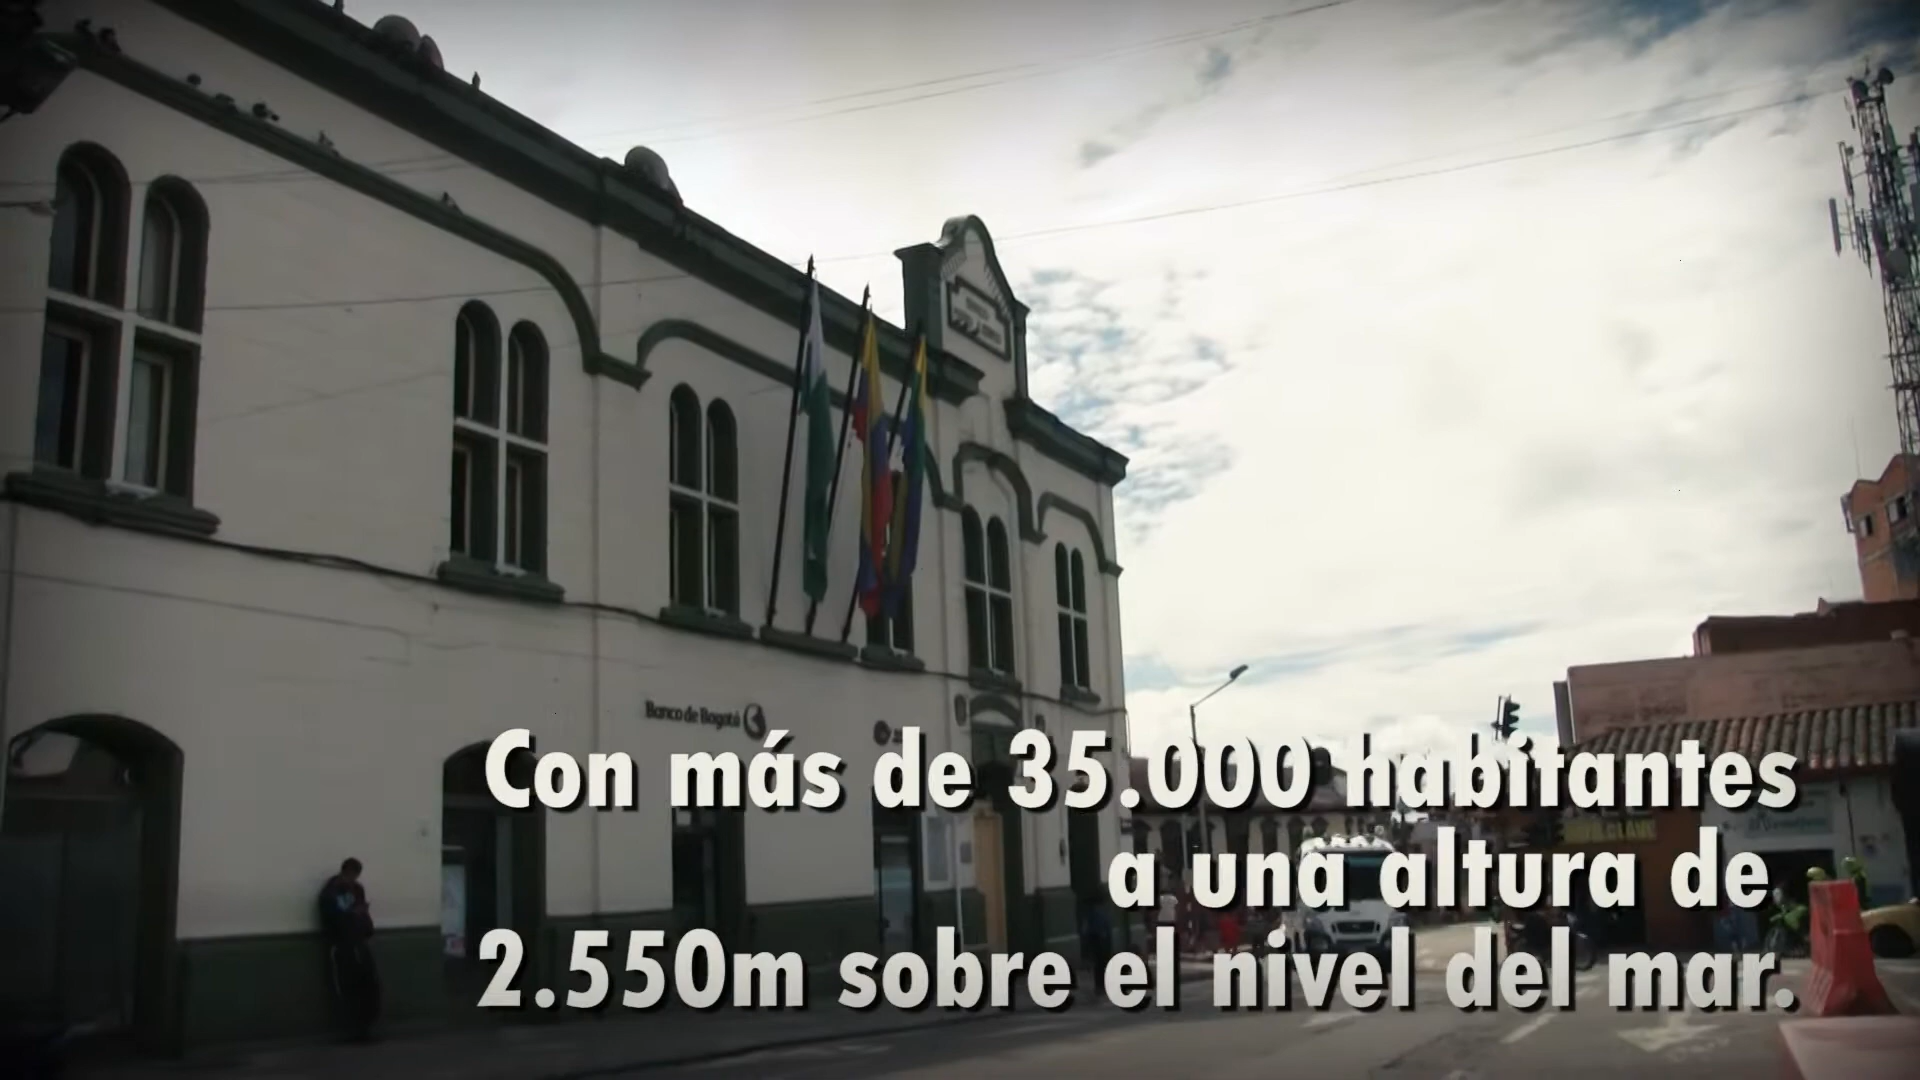 Banco de Bogotá
Con más de 35.000 habitantes
a una altura de
2.550m sobre el nivel del mar.